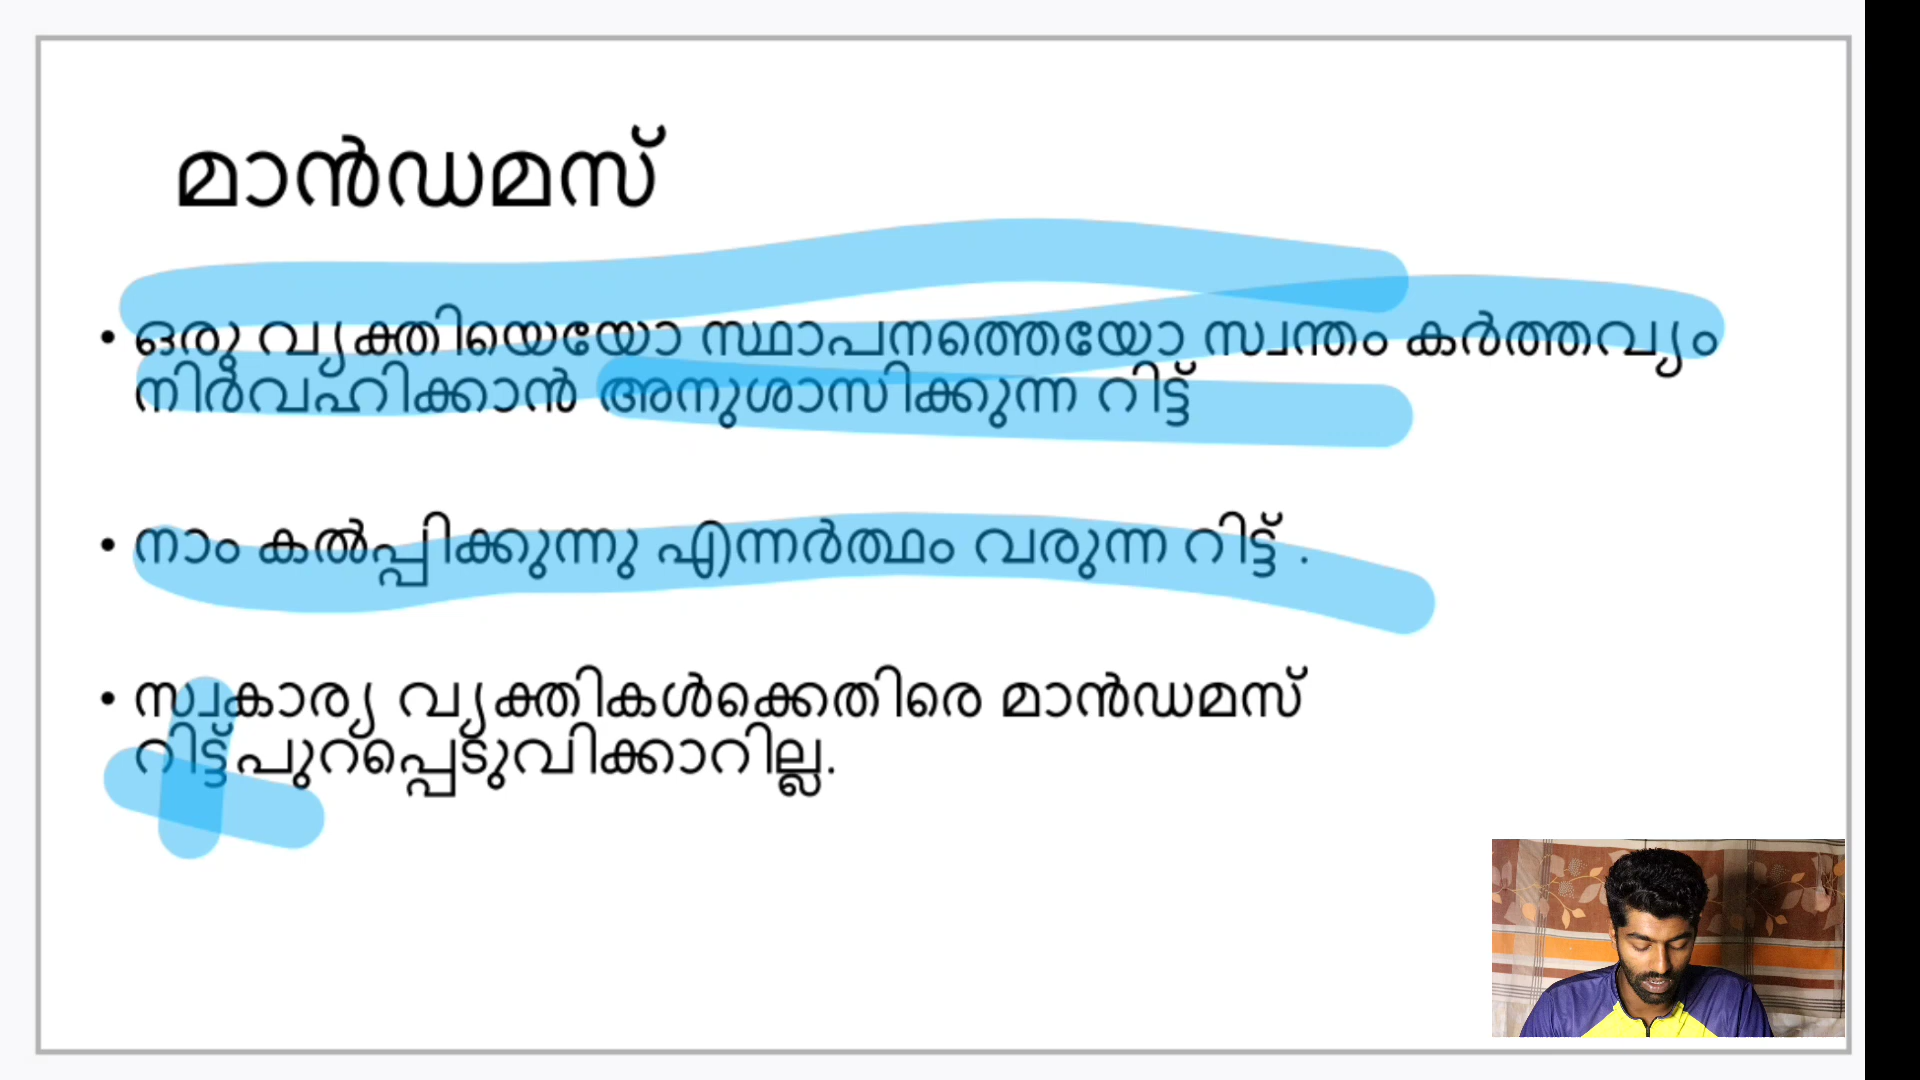 മാൻഡമസ്
• ഒരു വ്യക്തിയെയോ സ്ഥാപനത്തെയോ സ്വന്തം കർത്തവ്യം
നിർവഹിക്കാൻ അനുശാസിക്കുന്ന റിട്ട്
• നാം കൽപ്പിക്കുന്നു എന്നർത്ഥം വരുന്ന റിട്ട് .
• സ്വകാര്യ വ്യക്തികൾക്കെതിരെ മാൻഡമസ്
റിട്ട് പുറപ്പെടുവിക്കാറില്ല.